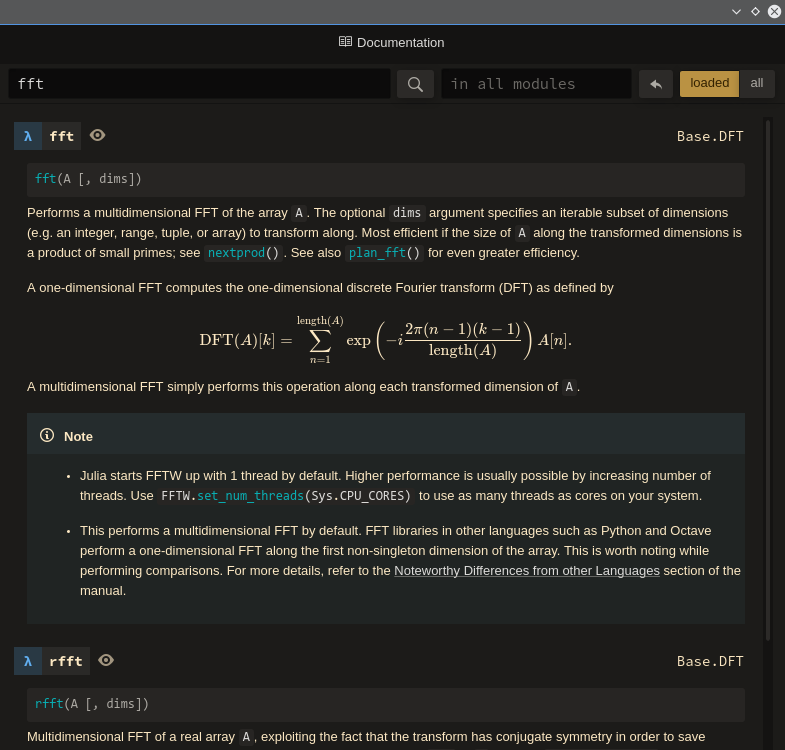 Documentation
fft in all modules loaded all
λ fft Base.DFT
fft(A [, dims])
Performs a multidimensional FFT of the array A. The optional dims argument specifies an iterable subset of dimensions
(e.g. an integer, range, tuple, or array) to transform along. Most efficient if the size of A along the transformed dimensions is
a product of small primes; see nextprod(). See also plan_fft() for even greater efficiency.
A one-dimensional FFT computes the one-dimensional discrete Fourier transform (DFT) as defined by
DFT(A)[k] = ∑_{n=1}^{length(A)} exp(−i 2π(n − 1)(k − 1) / length(A)) A[n].
A multidimensional FFT simply performs this operation along each transformed dimension of A.
Note
• Julia starts FFTW up with 1 thread by default. Higher performance is usually possible by increasing number of
threads. Use FFTW.set_num_threads(Sys.CPU_CORES) to use as many threads as cores on your system.
• This performs a multidimensional FFT by default. FFT libraries in other languages such as Python and Octave
perform a one-dimensional FFT along the first non-singleton dimension of the array. This is worth noting while
performing comparisons. For more details, refer to the Noteworthy Differences from other Languages section of the
manual.
λ rfft Base.DFT
rfft(A [, dims])
Multidimensional FFT of a real array A, exploiting the fact that the transform has conjugate symmetry in order to save